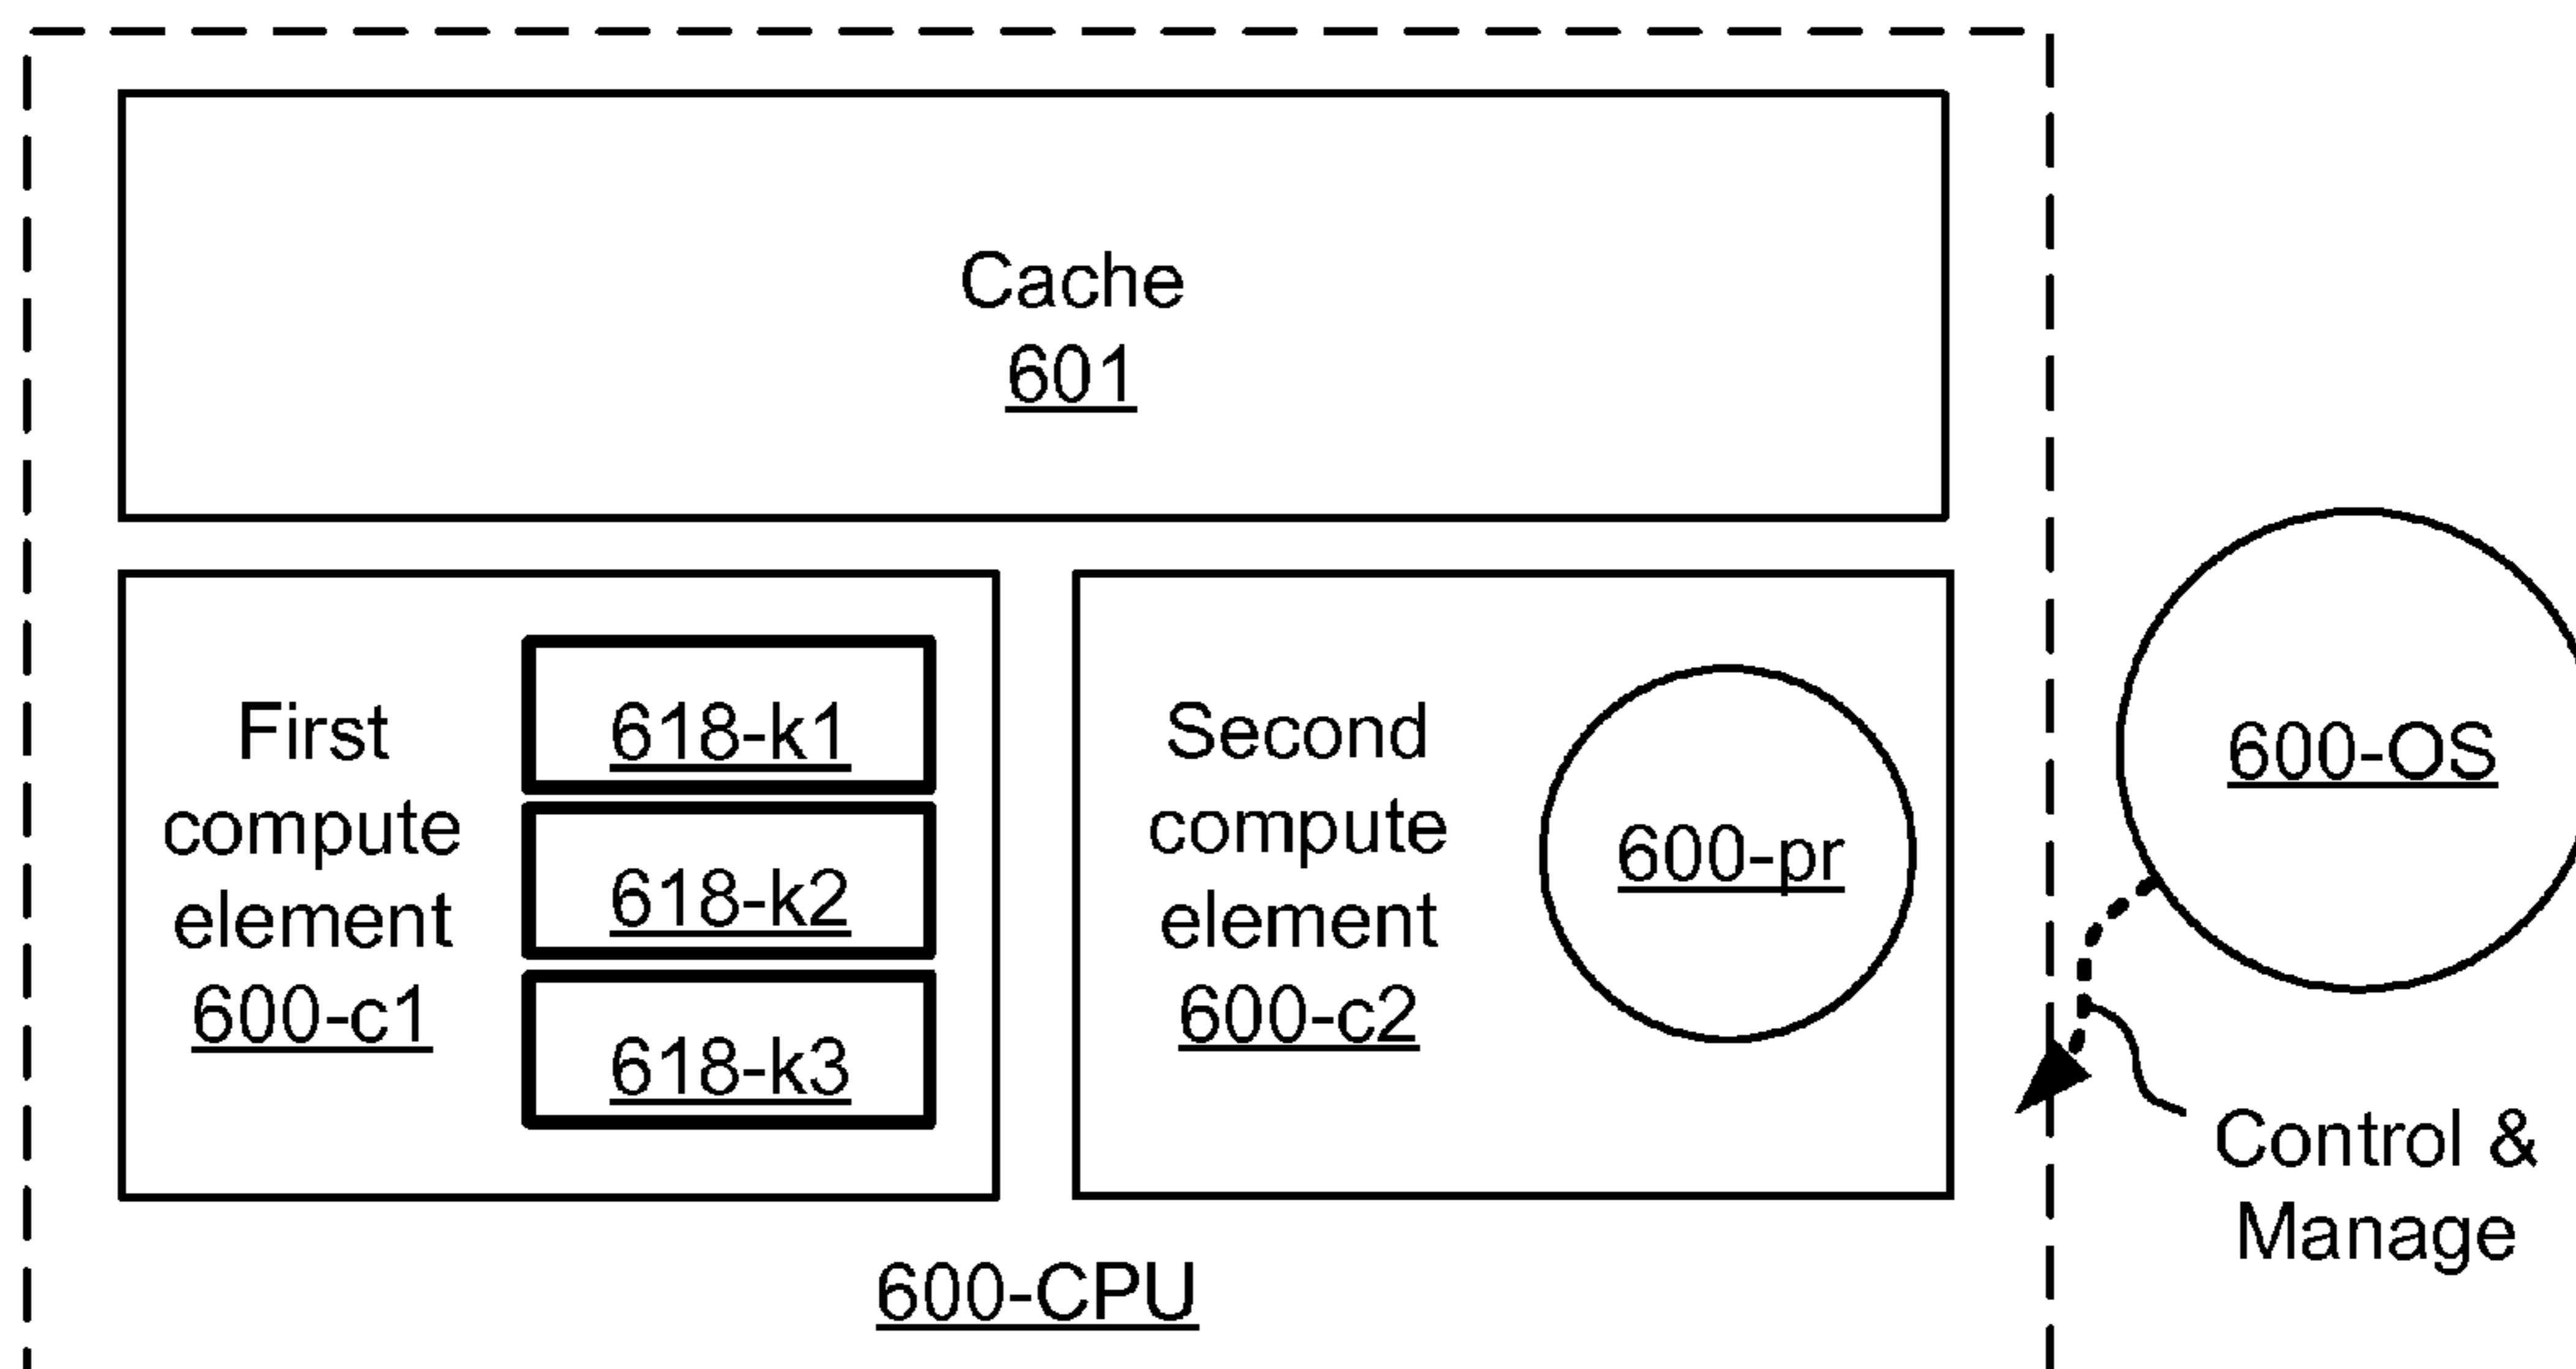 Cache
601
First
compute
element
600-c1
618-k1
618-k2
618-k3
Second
compute
element
600-c2
600-pr
600-OS
Control &
Manage
600-CPU